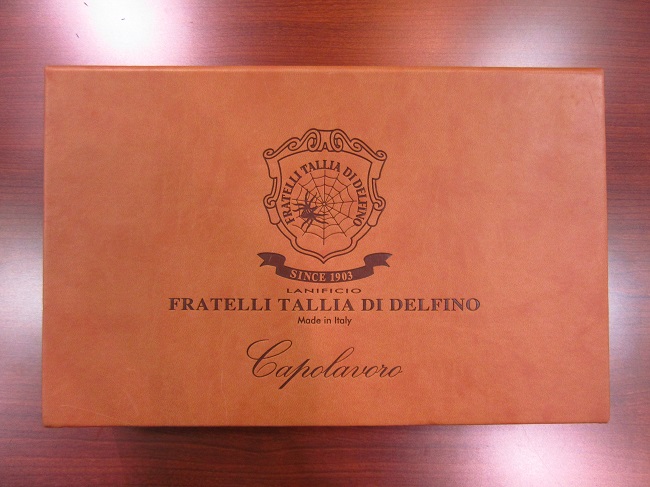 FRATELLI TALLIA DI DELFINO
SINCE 1903
LANIFICIO
FRATELLI TALLIA DI DELFINO
Made in Italy
Capolavoro